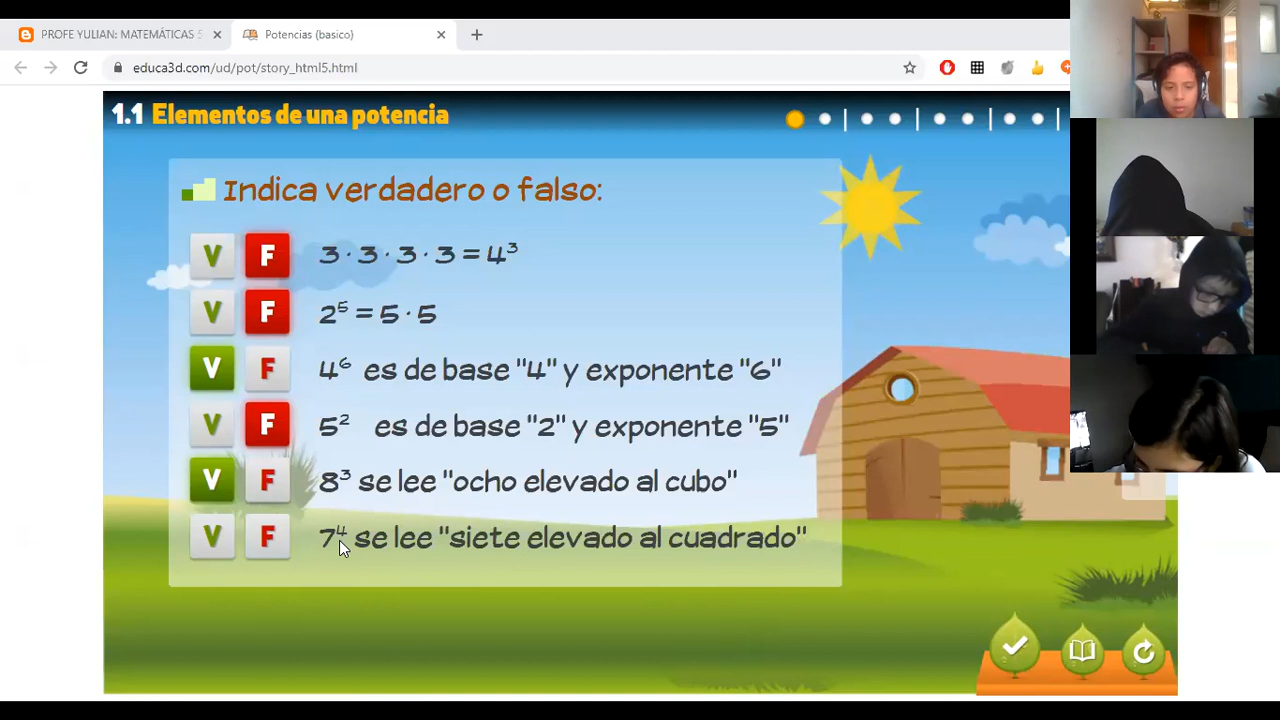 PROFE YULIAN: MATEMÁTICAS 5
Potencias (basico)
educa3d.com/ud/pot/story_html5.html
1.1 Elementos de una potencia
Indica verdadero o falso:
V F 3 · 3 · 3 · 3 = 4³
V F 2⁵ = 5 · 5
V F 4⁶ es de base "4" y exponente "6"
V F 5² es de base "2" y exponente "5"
V F 8³ se lee "ocho elevado al cubo"
V F 7⁴ se lee "siete elevado al cuadrado"